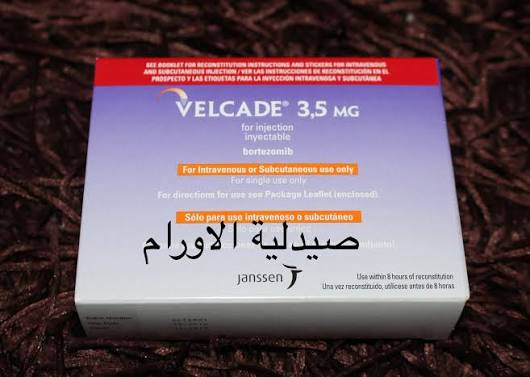 SEE BOOKLET FOR RECONSTITUTION INSTRUCTIONS AND STICKERS FOR INTRAVENOUS
AND SUBCUTANEOUS INJECTION / VER LAS INSTRUCCIONES DE RECONSTITUCIÓN EN EL
PROSPECTO Y LAS ETIQUETAS PARA LA INYECCIÓN INTRAVENOSA Y SUBCUTÁNEA
VELCADE® 3,5 MG
for injection
inyectable
bortezomib
For Intravenous or Subcutaneous use only
For single use only
For directions for use see Package Leaflet (enclosed).
Sólo para uso intravenoso o subcutáneo
صيدلية الاورام
janssen
Use within 8 hours of reconstitution
Una vez reconstituido, utilícese antes de 8 horas